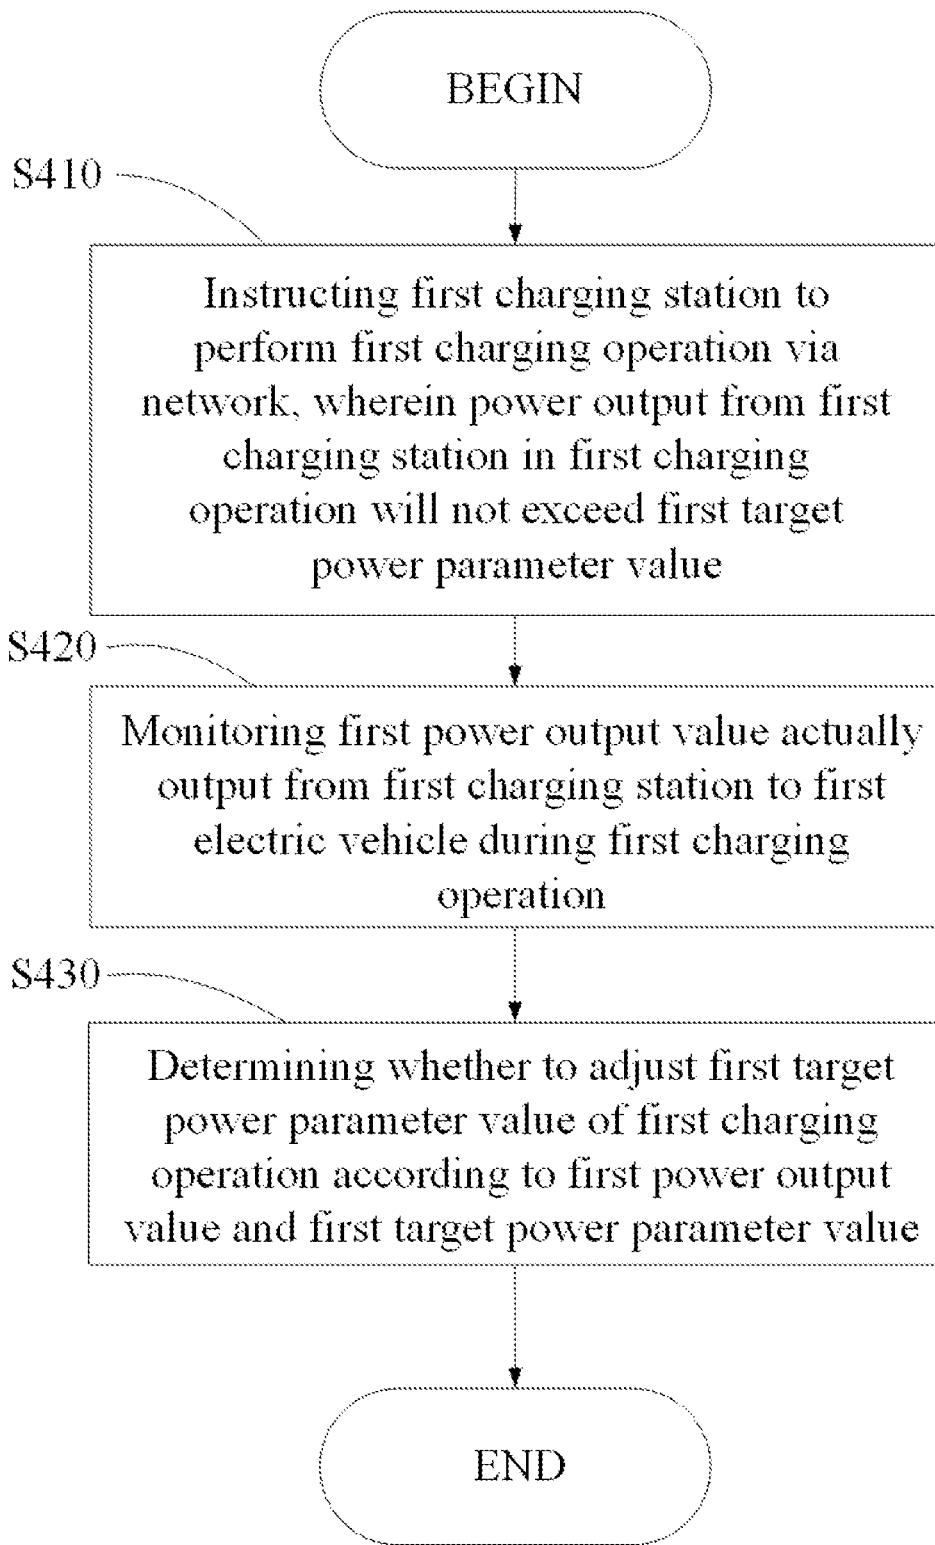 BEGIN
S410
Instructing first charging station to
perform first charging operation via
network, wherein power output from first
charging station in first charging
operation will not exceed first target
power parameter value
S420
Monitoring first power output value actually
output from first charging station to first
electric vehicle during first charging
operation
S430
Determining whether to adjust first target
power parameter value of first charging
operation according to first power output
value and first target power parameter value
END